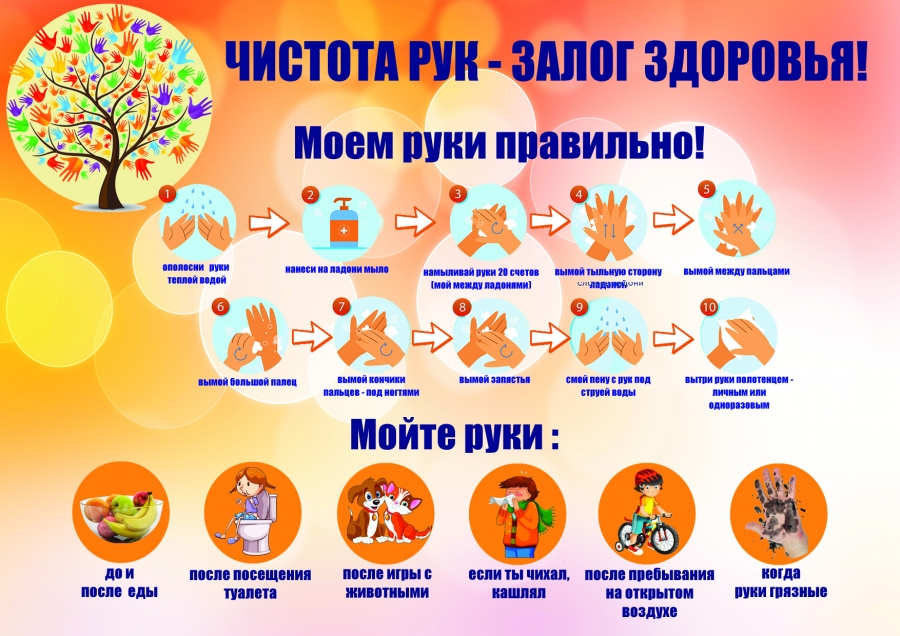 ЧИСТОТА РУК - ЗАЛОГ ЗДОРОВЬЯ!
Моем руки правильно!
1
2
3
4
5
ополосни руки
теплой водой
нанеси на ладони мыло
намыливай руки 20 счетов
(мой между ладонями)
вымой тыльную сторону
ладоней
вымой между пальцами
6
7
8
9
10
вымой большой палец
вымой кончики
пальцев - под ногтями
вымой запястья
смой пену с рук под
струей воды
вытри руки полотенцем -
личным или
одноразовым
Мойте руки :
до и
после еды
после посещения
туалета
после игры с
животными
если ты чихал,
кашлял
после пребывания
на открытом
воздухе
когда
руки грязные